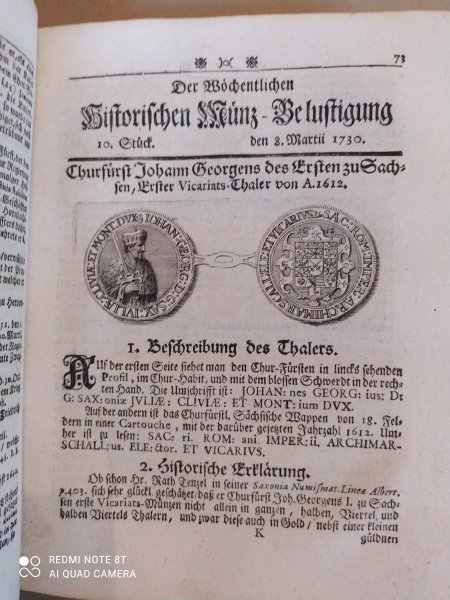 73
Der Wöchentlichen
Historischen Münz-Belustigung
10. Stück. den 8. Martii 1730.
Churfürst Johann Georgens des Ersten zu Sach-
sen, Erster Vicariats-Thaler von A. 1612.
1. Beschreibung des Thalers.
Auf der ersten Seite siehet man den Chur-Fürsten in lincks sehenden
Profil, im Chur-Habit, und mit dem blossen Schwerdt in der rech-
ten Hand. Die Umschrifft ist: JOHAN: nes GEORG: ius; D:
G: SAX: oniæ JVLIÆ: CLIVIÆ: ET MONT: ium DVX.
Auf der andern ist das Churfürstl. Sächsische Wappen von 18. Fel-
dern in einer Cartouche, mit der darüber gesetzten Jahrzahl 1612. Um-
her ist zu lesen: SAC: ri. ROM: ani. IMPER: ii. ARCHIMAR-
SCHALL; us. ELE: ctor. ET VICARIVS.
2. Historische Erklärung.
Ob schon Hr. Rath Tenzel in seiner Saxonia Numismat. Lineæ Albert.
p. 403. sich sehr glückl. geschätzet, daß er Churfürst Joh. Georgens I. zu Sach-
sen erste Vicariats-Münzen nicht allein in ganzen, halben, Viertel, und
halben Viertels Thalern, und zwar diese auch in Gold / nebst einer kleinen
K güldnen
REDMI NOTE 8T
AI QUAD CAMERA